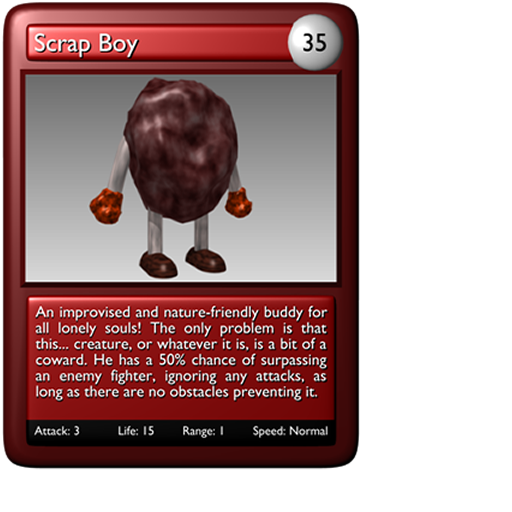 Scrap Boy
35
An improvised and nature-friendly buddy for
all lonely souls! The only problem is that
this... creature, or whatever it is, is a bit of a
coward. He has a 50% chance of surpassing
an enemy fighter, ignoring any attacks, as
long as there are no obstacles preventing it.
Attack: 3 Life: 15 Range: 1 Speed: Normal